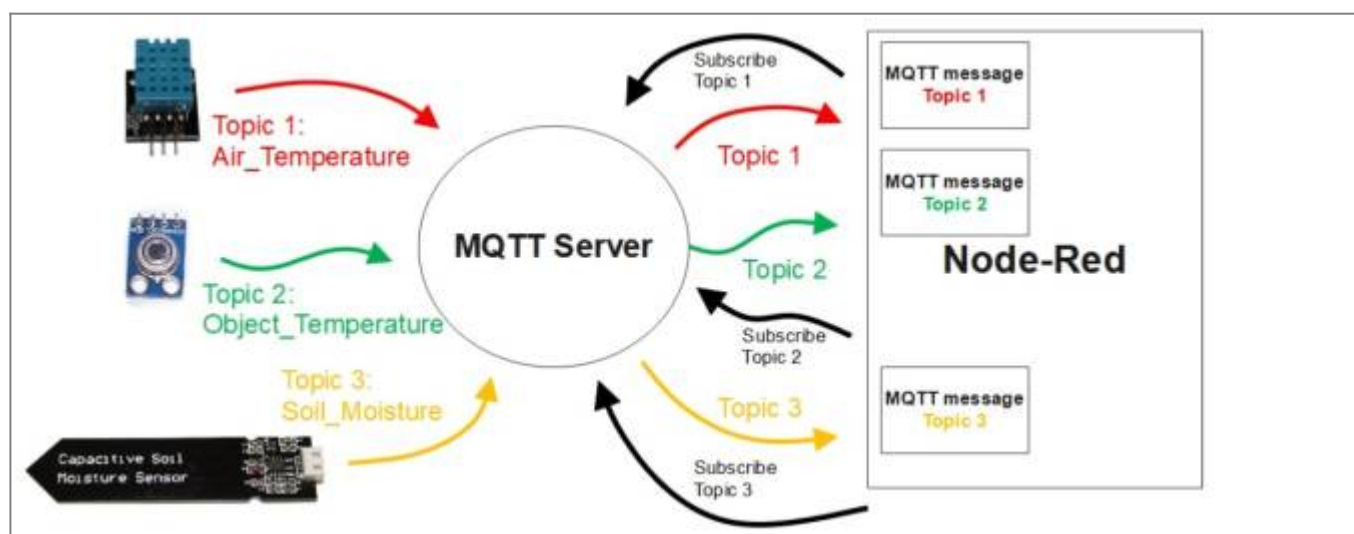 Topic 1:
Air_Temperature
Topic 2:
Object_Temperature
Topic 3:
Soil_Moisture
Capacitive Soil
Moisture Sensor
MQTT Server
Subscribe
Topic 1
Topic 1
Topic 2
Subscribe
Topic 2
Topic 3
Subscribe
Topic 3
MQTT message
Topic 1
MQTT message
Topic 2
Node-Red
MQTT message
Topic 3